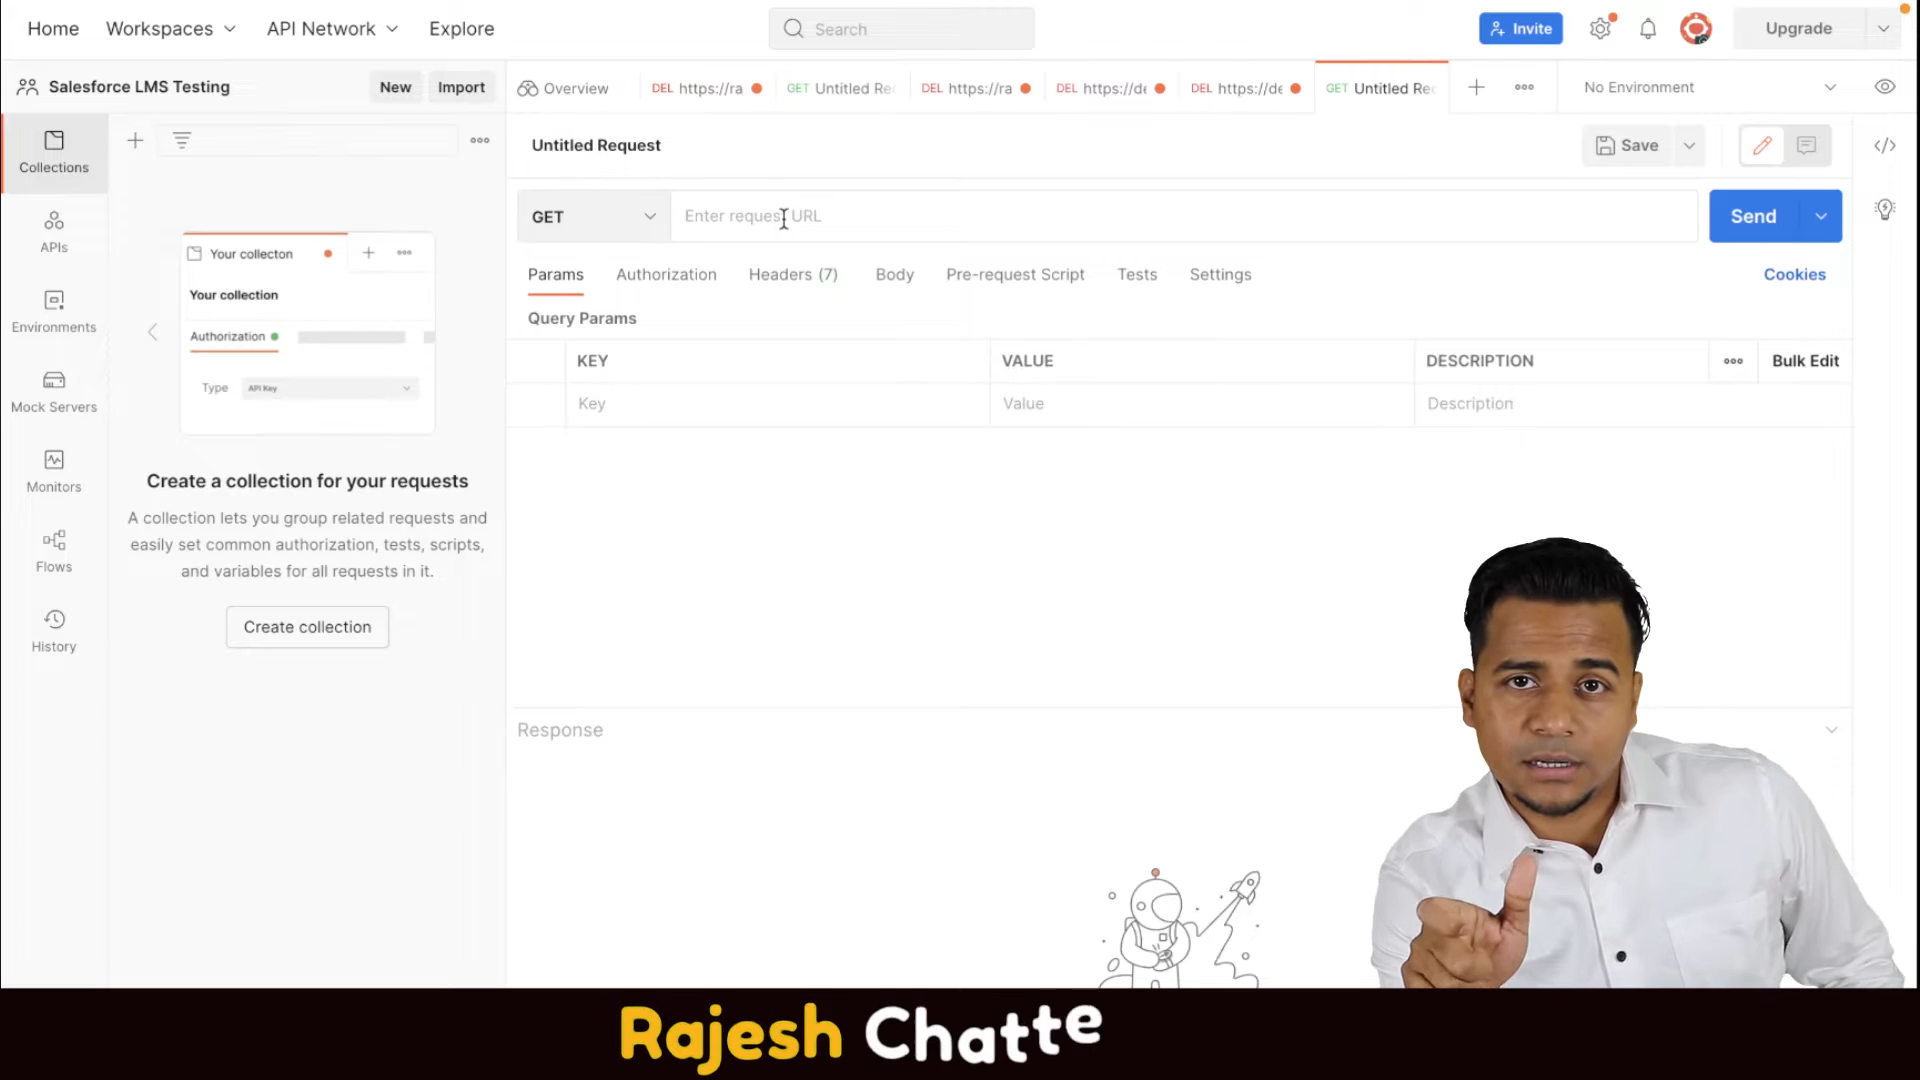 Home Workspaces API Network Explore Search Invite Upgrade
Salesforce LMS Testing New Import Overview DEL https://ra GET Untitled Rec DEL https://ra DEL https://de DEL https://de GET Untitled Rec No Environment
Untitled Request Save
GET Enter request URL Send
Params Authorization Headers (7) Body Pre-request Script Tests Settings Cookies
Query Params
KEY VALUE DESCRIPTION Bulk Edit
Key Value Description
Collections
APIs
Environments
Mock Servers
Monitors
Flows
History
Your collecton
Your collection
Authorization
Type API Key
Create a collection for your requests
A collection lets you group related requests and
easily set common authorization, tests, scripts,
and variables for all requests in it.
Create collection
Response
Rajesh Chatte